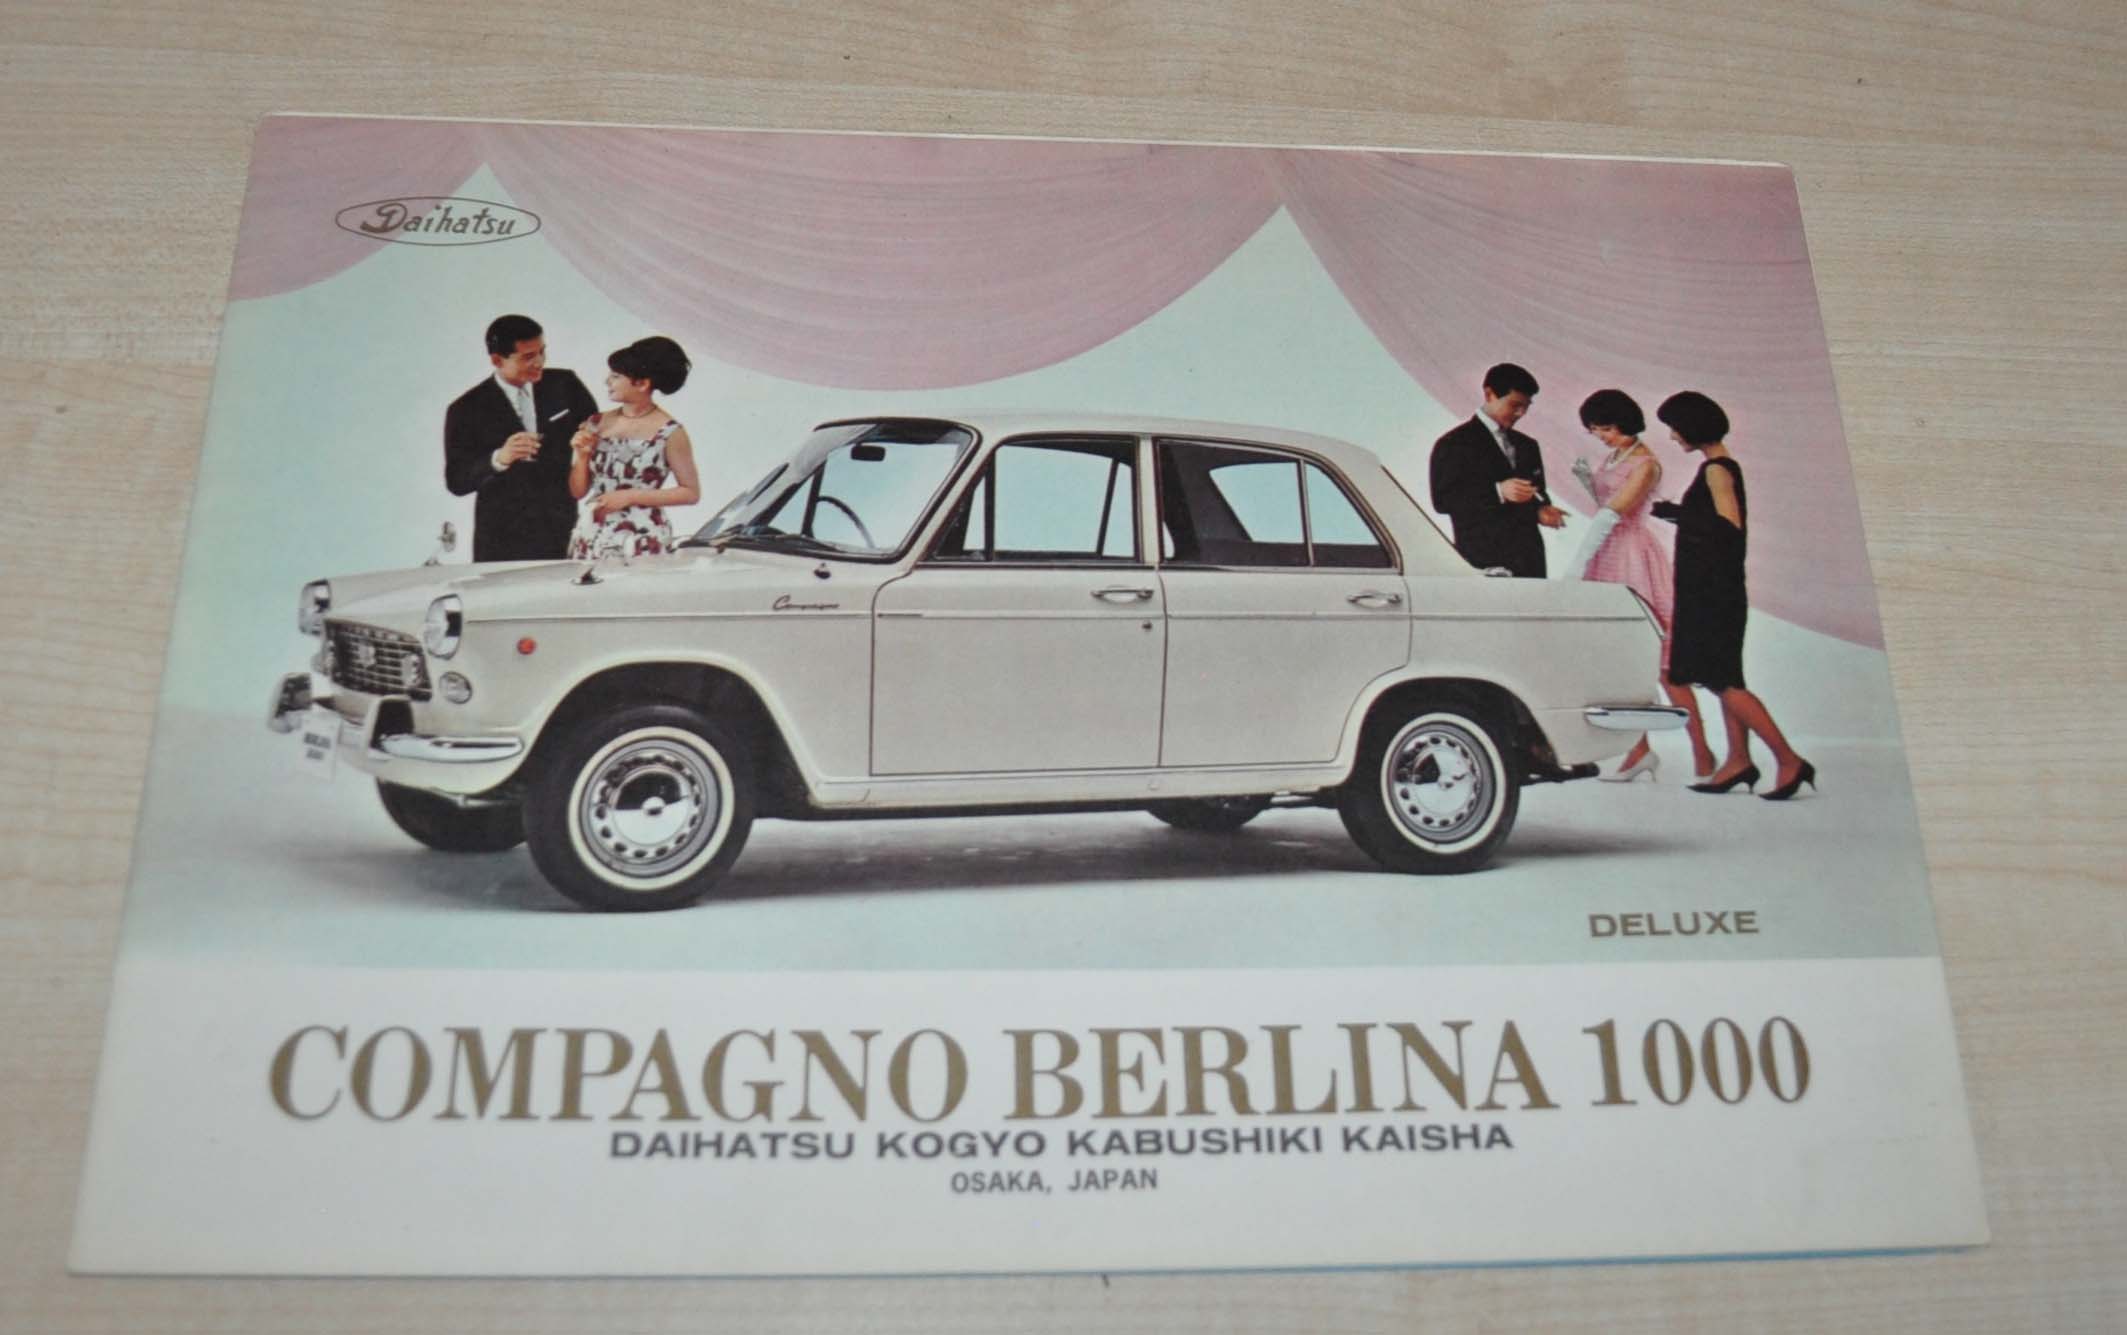 Daihatsu
Compagno
DELUXE
COMPAGNO BERLINA 1000
DAIHATSU KOGYO KABUSHIKI KAISHA
OSAKA, JAPAN